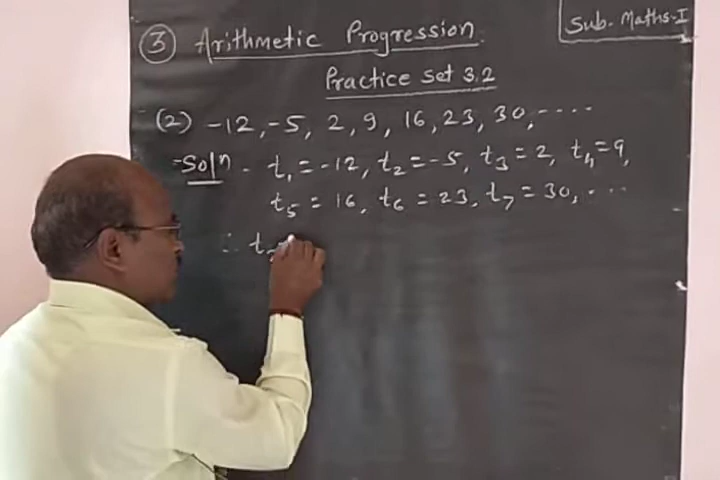 Sub. Maths-I
③ Arithmetic Progression
Practice Set 3.2
(2) -12, -5, 2, 9, 16, 23, 30, ....
Solⁿ - t₁ = -12, t₂ = -5, t₃ = 2, t₄ = 9,
t₅ = 16, t₆ = 23, t₇ = 30, ...
∴ t₂